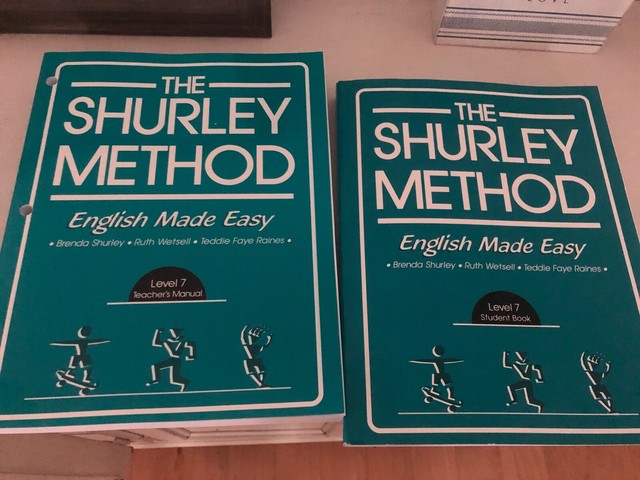 THE
SHURLEY
METHOD
English Made Easy
• Brenda Shurley • Ruth Wetsell • Teddie Faye Raines •
Level 7
Teacher's Manual
THE
SHURLEY
METHOD
English Made Easy
• Brenda Shurley • Ruth Wetsell • Teddie Faye Raines •
Level 7
Student Book